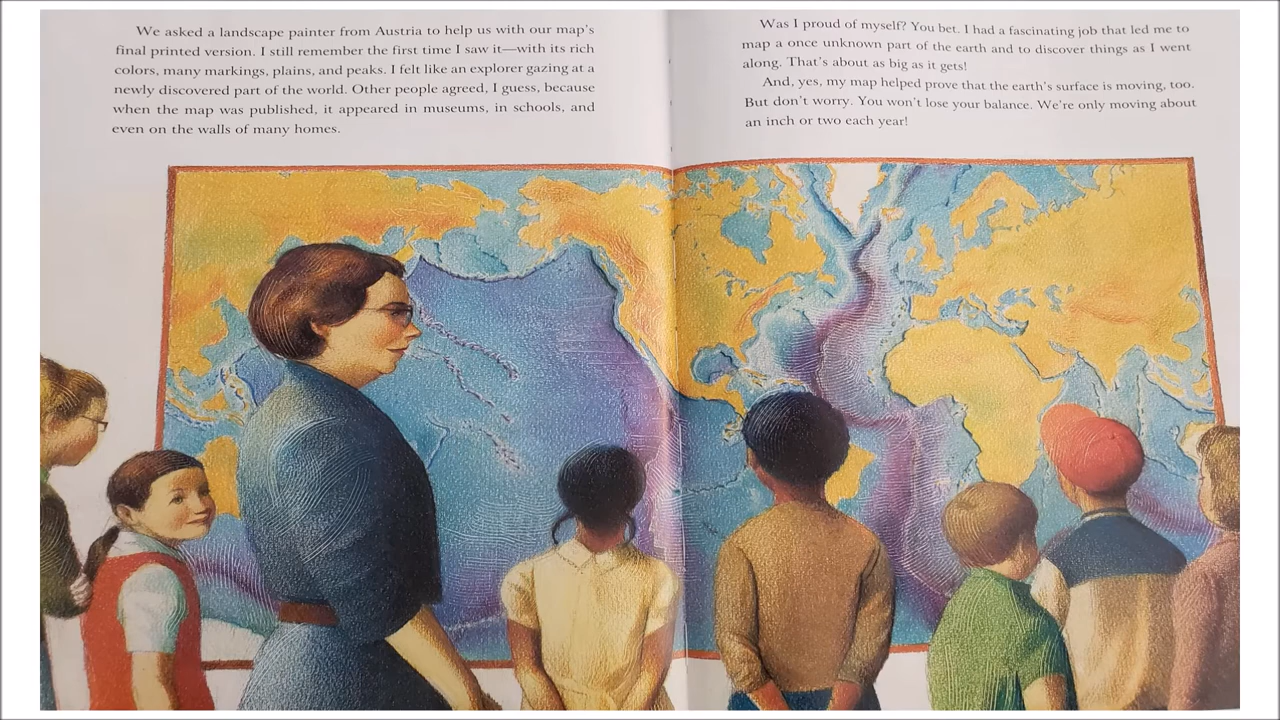 We asked a landscape painter from Austria to help us with our map's
final printed version. I still remember the first time I saw it—with its rich
colors, many markings, plains, and peaks. I felt like an explorer gazing at a
newly discovered part of the world. Other people agreed, I guess, because
when the map was published, it appeared in museums, in schools, and
even on the walls of many homes.
Was I proud of myself? You bet. I had a fascinating job that led me to
map a once unknown part of the earth and to discover things as I went
along. That's about as big as it gets!
And, yes, my map helped prove that the earth's surface is moving, too.
But don't worry. You won't lose your balance. We're only moving about
an inch or two each year!